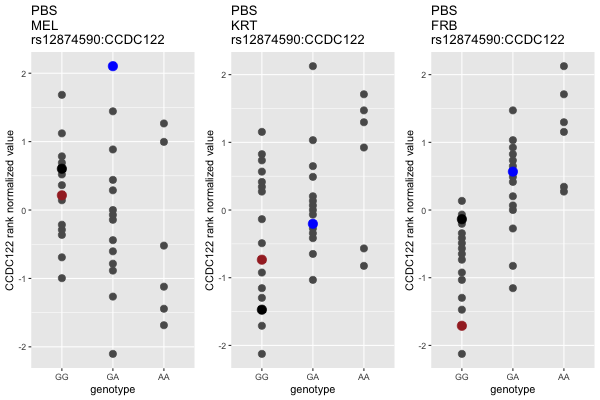 PBS
MEL
rs12874590:CCDC122
PBS
KRT
rs12874590:CCDC122
PBS
FRB
rs12874590:CCDC122
CCDC122 rank normalized value
2
1
0
-1
-2
GG
GA
AA
genotype
CCDC122 rank normalized value
2
1
0
-1
-2
GG
GA
AA
genotype
CCDC122 rank normalized value
2
1
0
-1
-2
GG
GA
AA
genotype